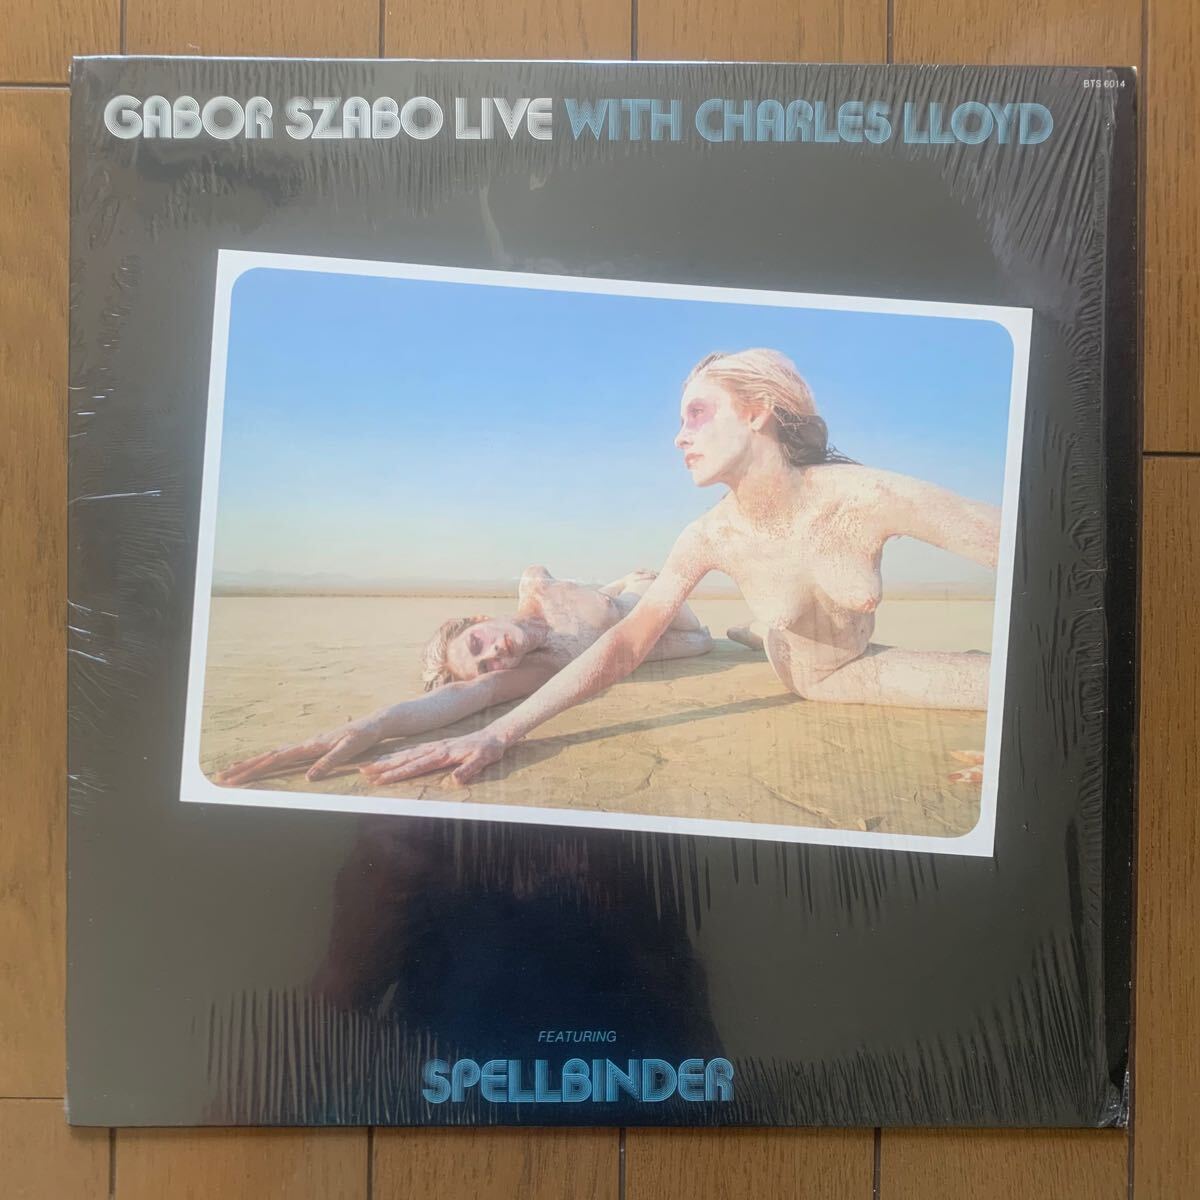 BTS 6014
GABOR SZABO LIVE WITH CHARLES LLOYD
FEATURING
SPELLBINDER